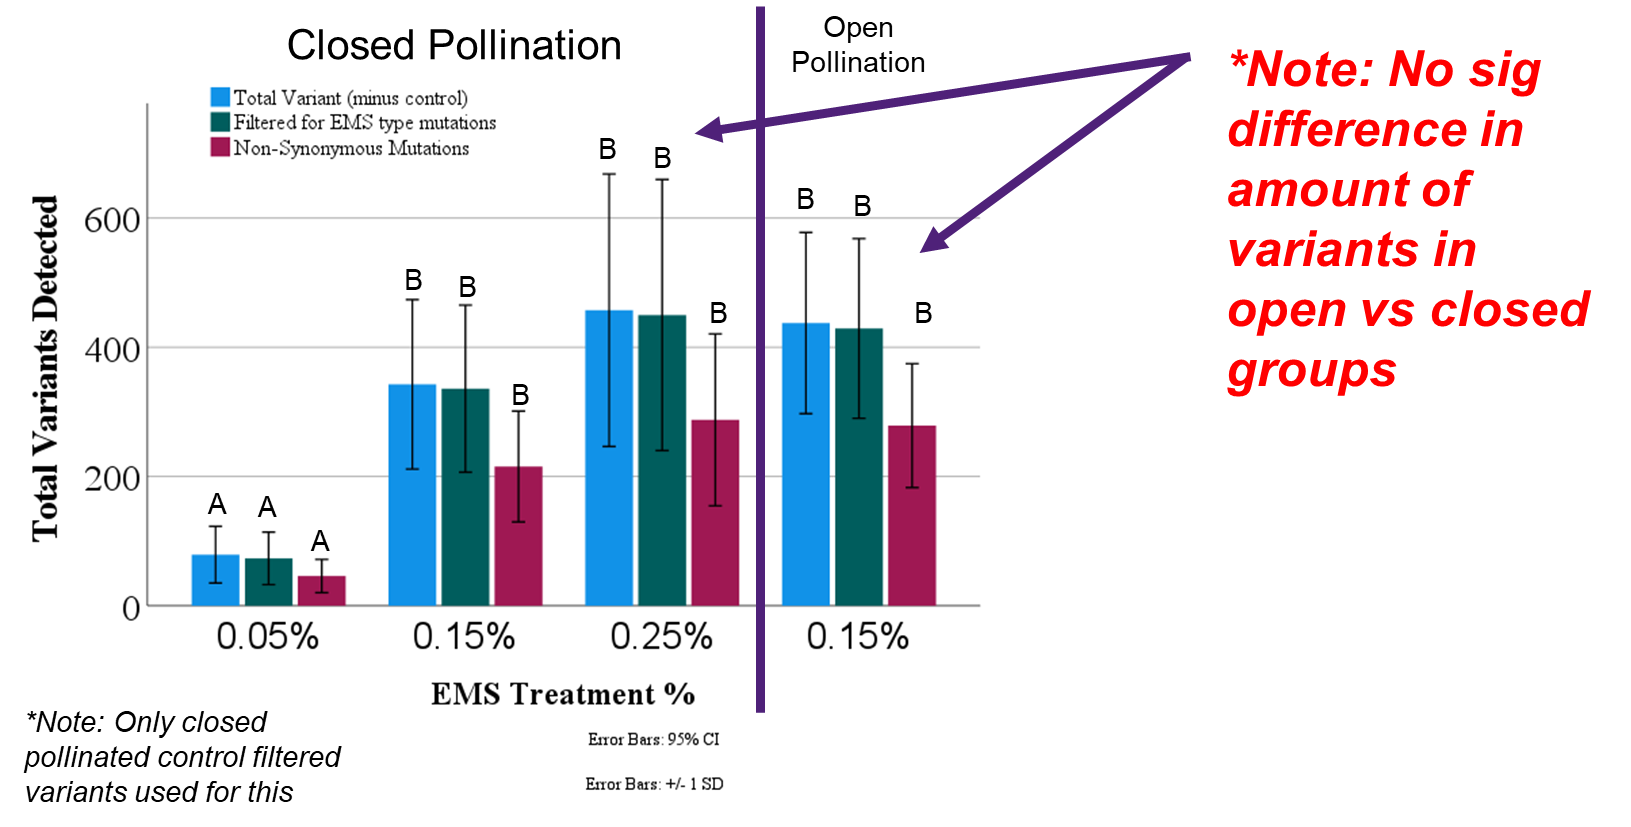 Closed Pollination
Open
Pollination
*Note: No sig
difference in
amount of
variants in
open vs closed
groups
Total Variant (minus control)
Filtered for EMS type mutations
Non-Synonymous Mutations
Total Variants Detected
600
400
200
0
A
A
A
B
B
B
B
B
B
B
B
B
0.05%
0.15%
0.25%
0.15%
EMS Treatment %
*Note: Only closed
pollinated control filtered
variants used for this
Error Bars: 95% CI
Error Bars: +/- 1 SD